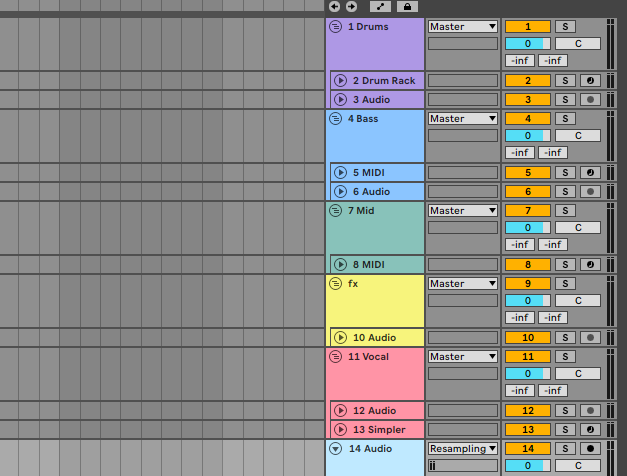 1 Drums Master 1 S
0 C
-inf -inf
2 Drum Rack 2 S
3 Audio 3 S
4 Bass Master 4 S
0 C
-inf -inf
5 MIDI 5 S
6 Audio 6 S
7 Mid Master 7 S
0 C
-inf -inf
8 MIDI 8 S
fx Master 9 S
0 C
-inf -inf
10 Audio 10 S
11 Vocal Master 11 S
0 C
-inf -inf
12 Audio 12 S
13 Simpler 13 S
14 Audio Resampling 14 S
0 C